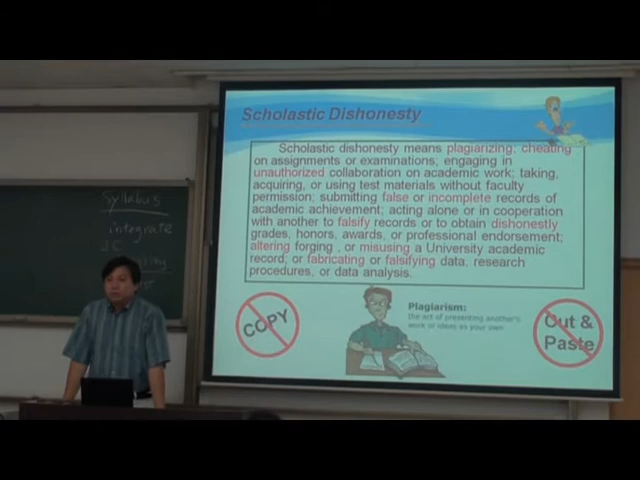 Scholastic Dishonesty
Scholastic dishonesty means plagiarizing; cheating
on assignments or examinations; engaging in
unauthorized collaboration on academic work; taking,
acquiring, or using test materials without faculty
permission; submitting false or incomplete records of
academic achievement; acting alone or in cooperation
with another to falsify records or to obtain dishonestly
grades, honors, awards, or professional endorsement;
altering forging , or misusing a University academic
record; or fabricating or falsifying data, research
procedures, or data analysis.
COPY
Plagiarism:
the act of presenting another's
work or ideas as your own
Cut &
Paste
Syllabus
integrate